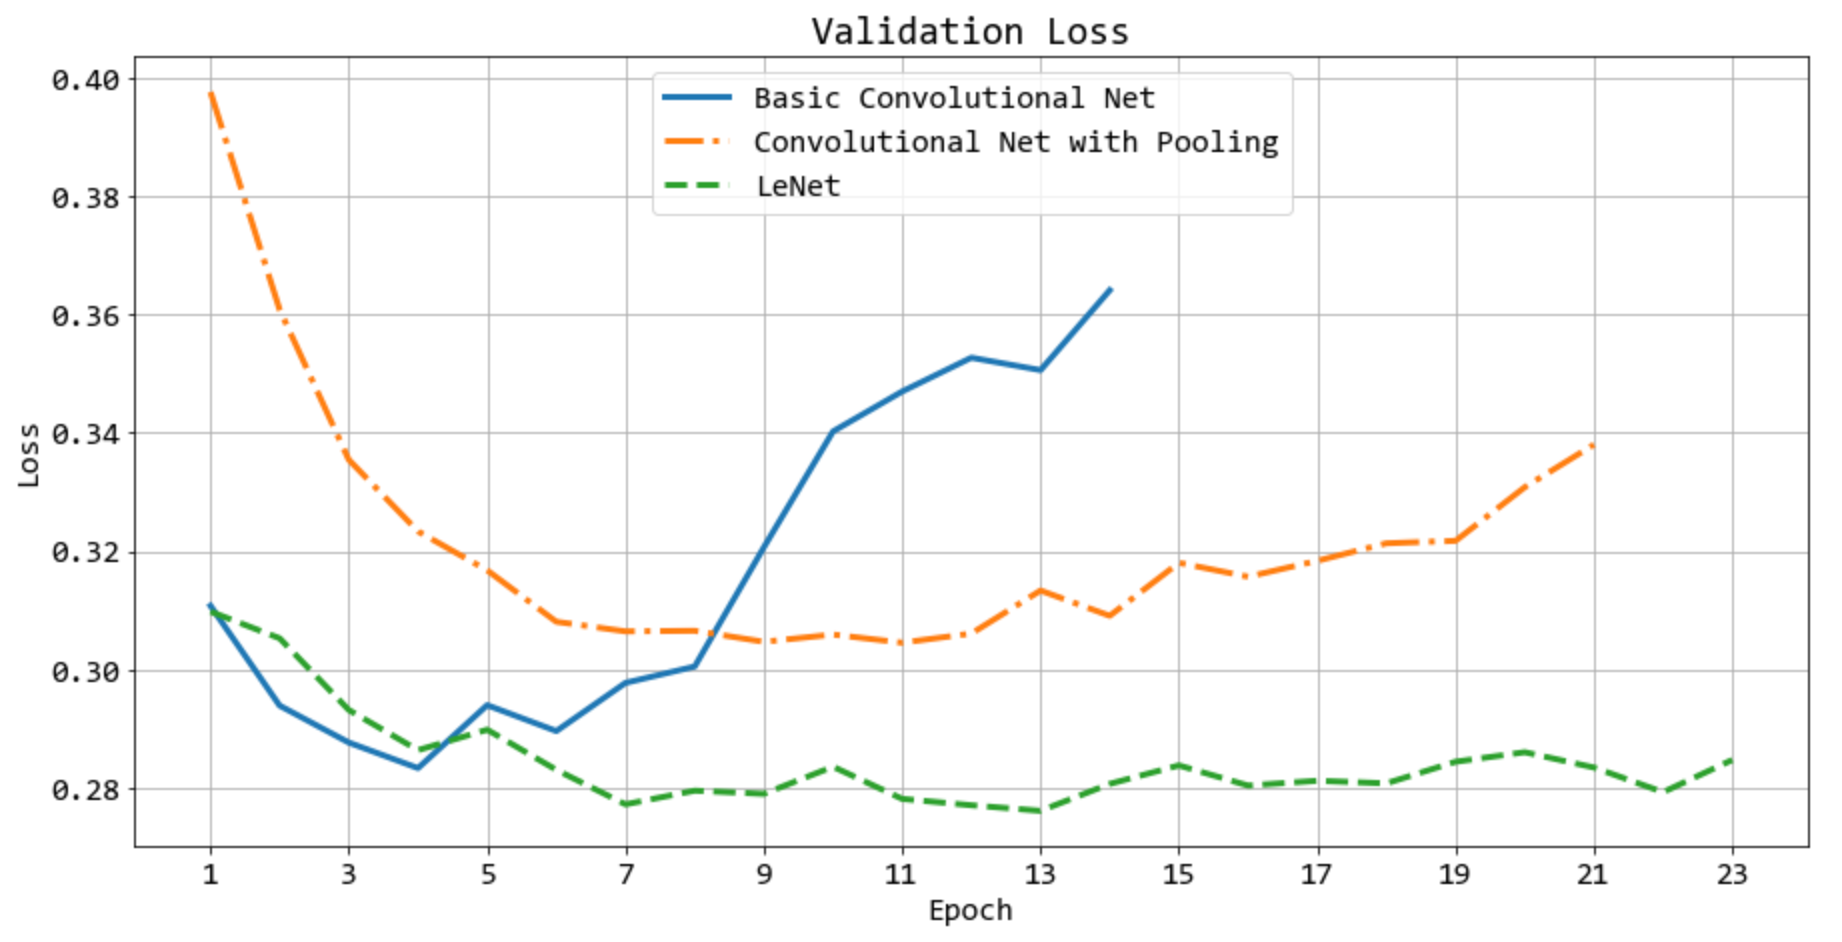 Validation Loss
Basic Convolutional Net
Convolutional Net with Pooling
LeNet
0.40
0.38
0.36
0.34
0.32
0.30
0.28
Loss
1 3 5 7 9 11 13 15 17 19 21 23
Epoch